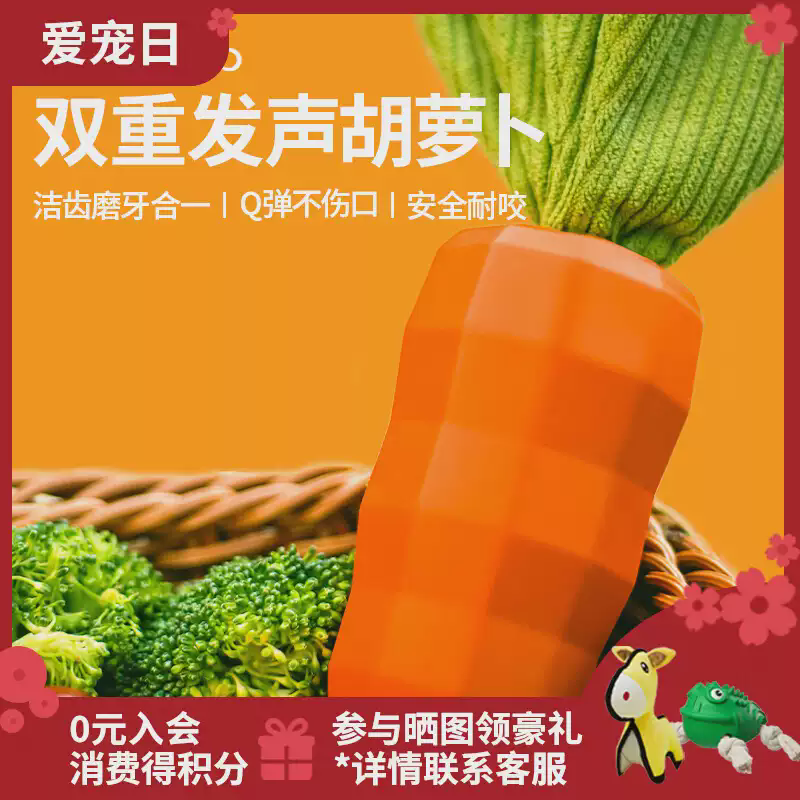 爱宠日
双重发声胡萝卜
洁齿磨牙合一 | Q弹不伤口 | 安全耐咬
0元入会
消费得积分
参与晒图领豪礼
*详情联系客服